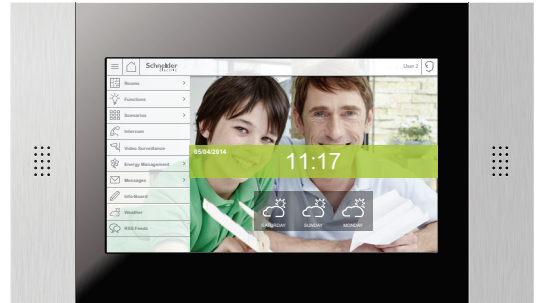 Schneider
Electric
User 2
Rooms
Functions
Scenarios
Intercom
Video Surveillance
Energy Management
Messages
Info-Board
Weather
RSS Feeds
05/04/2014
11:17
SATURDAY
SUNDAY
MONDAY